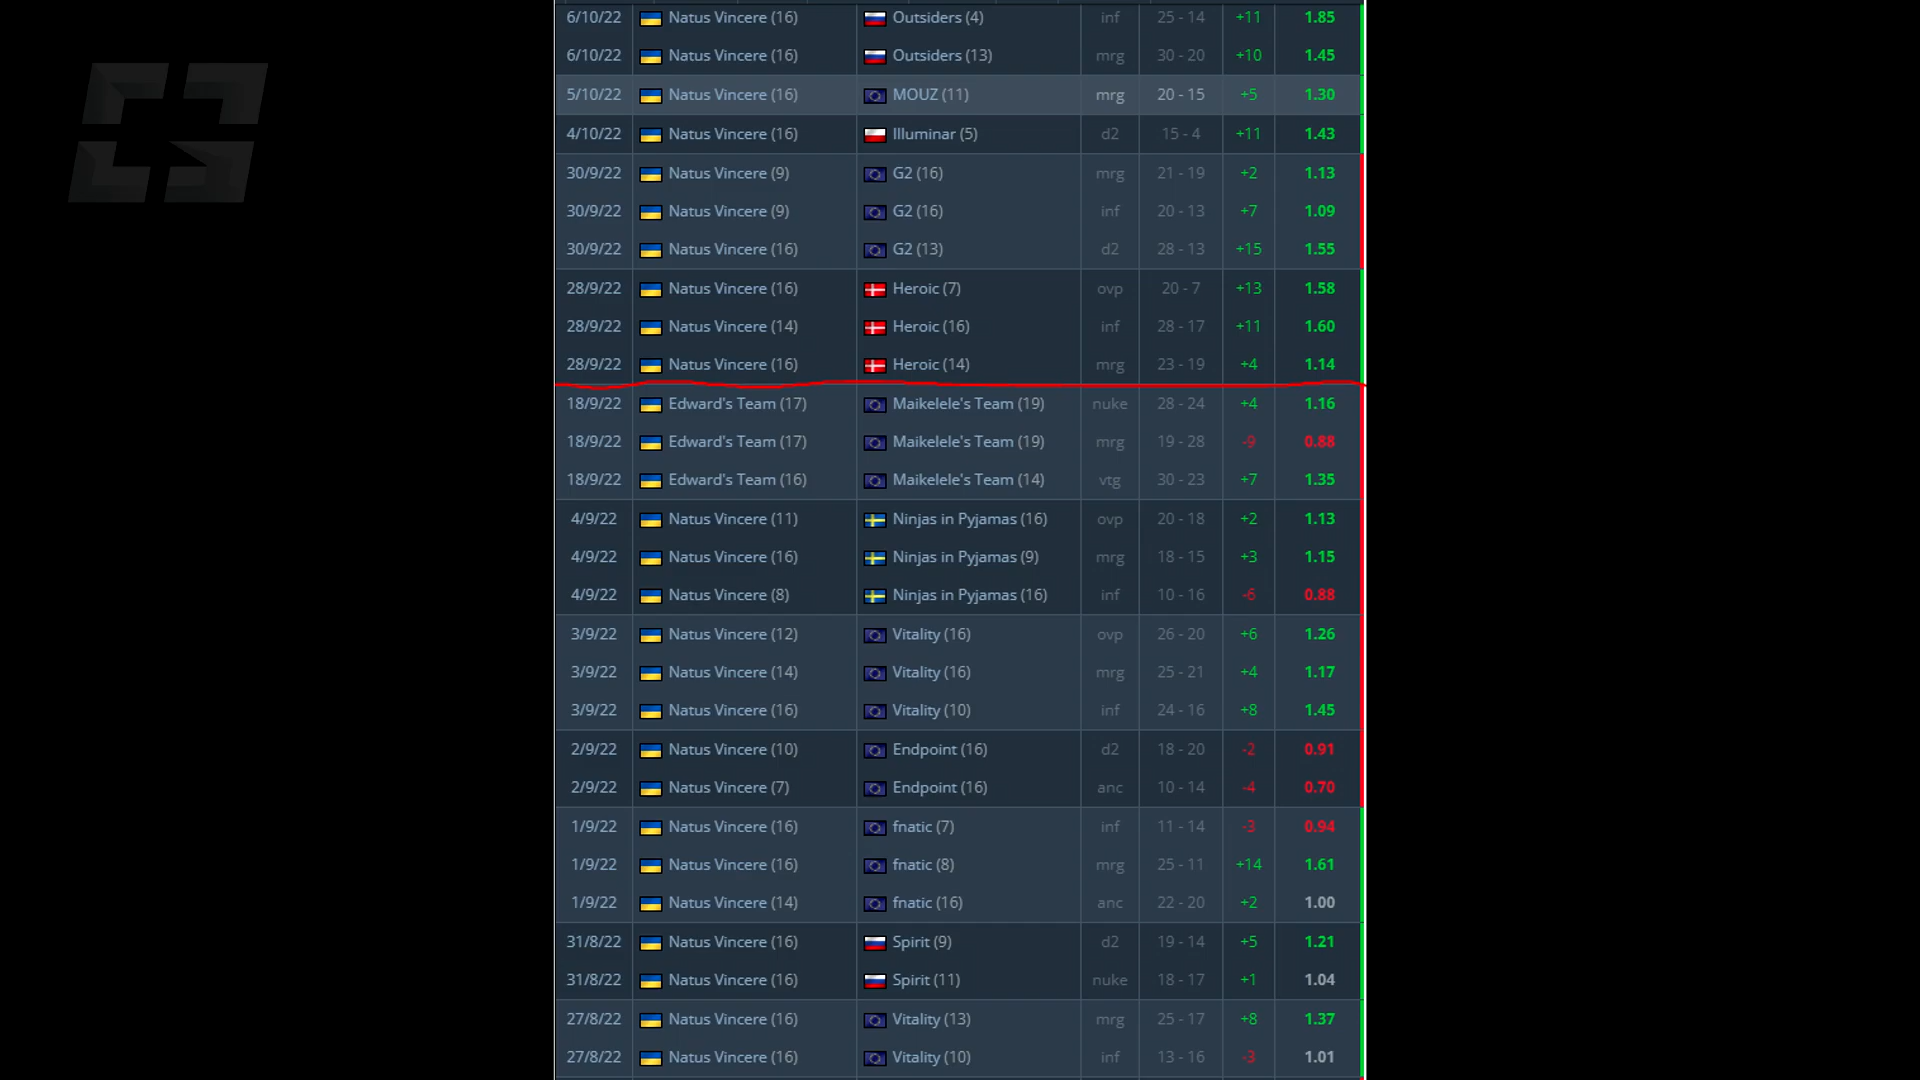 6/10/22 Natus Vincere (16) Outsiders (4) inf 25 - 14 +11 1.85
6/10/22 Natus Vincere (16) Outsiders (13) mrg 30 - 20 +10 1.45
5/10/22 Natus Vincere (16) MOUZ (11) mrg 20 - 15 +5 1.30
4/10/22 Natus Vincere (16) Illuminar (5) d2 15 - 4 +11 1.43
30/9/22 Natus Vincere (9) G2 (16) mrg 21 - 19 +2 1.13
30/9/22 Natus Vincere (9) G2 (16) inf 20 - 13 +7 1.09
30/9/22 Natus Vincere (16) G2 (13) d2 28 - 13 +15 1.55
28/9/22 Natus Vincere (16) Heroic (7) ovp 20 - 7 +13 1.58
28/9/22 Natus Vincere (14) Heroic (16) inf 28 - 17 +11 1.60
28/9/22 Natus Vincere (16) Heroic (14) mrg 23 - 19 +4 1.14
18/9/22 Edward's Team (17) Maikelele's Team (19) nuke 28 - 24 +4 1.16
18/9/22 Edward's Team (17) Maikelele's Team (19) mrg 19 - 28 -9 0.88
18/9/22 Edward's Team (16) Maikelele's Team (14) vtg 30 - 23 +7 1.35
4/9/22 Natus Vincere (11) Ninjas in Pyjamas (16) ovp 20 - 18 +2 1.13
4/9/22 Natus Vincere (16) Ninjas in Pyjamas (9) mrg 18 - 15 +3 1.15
4/9/22 Natus Vincere (8) Ninjas in Pyjamas (16) inf 10 - 16 -6 0.88
3/9/22 Natus Vincere (12) Vitality (16) ovp 26 - 20 +6 1.26
3/9/22 Natus Vincere (14) Vitality (16) mrg 25 - 21 +4 1.17
3/9/22 Natus Vincere (16) Vitality (10) inf 24 - 16 +8 1.45
2/9/22 Natus Vincere (10) Endpoint (16) d2 18 - 20 -2 0.91
2/9/22 Natus Vincere (7) Endpoint (16) anc 10 - 14 -4 0.70
1/9/22 Natus Vincere (16) fnatic (7) inf 11 - 14 -3 0.94
1/9/22 Natus Vincere (16) fnatic (8) mrg 25 - 11 +14 1.61
1/9/22 Natus Vincere (14) fnatic (16) anc 22 - 20 +2 1.00
31/8/22 Natus Vincere (16) Spirit (9) d2 19 - 14 +5 1.21
31/8/22 Natus Vincere (16) Spirit (11) nuke 18 - 17 +1 1.04
27/8/22 Natus Vincere (16) Vitality (13) mrg 25 - 17 +8 1.37
27/8/22 Natus Vincere (16) Vitality (10) inf 13 - 16 -3 1.01